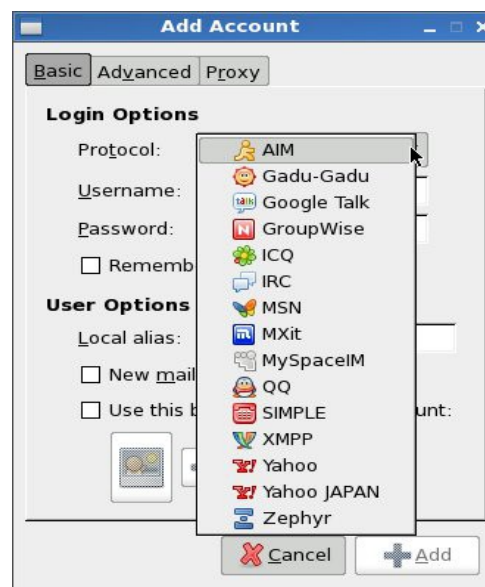 Add Account
Basic Advanced Proxy
Login Options
Protocol: AIM
Gadu-Gadu
Username:
Google Talk
Password: GroupWise
Rememb ICQ
IRC
User Options MSN
Local alias: MXit
MySpaceIM
New mail QQ
Use this b SIMPLE unt:
XMPP
Yahoo
Yahoo JAPAN
Zephyr
Cancel Add